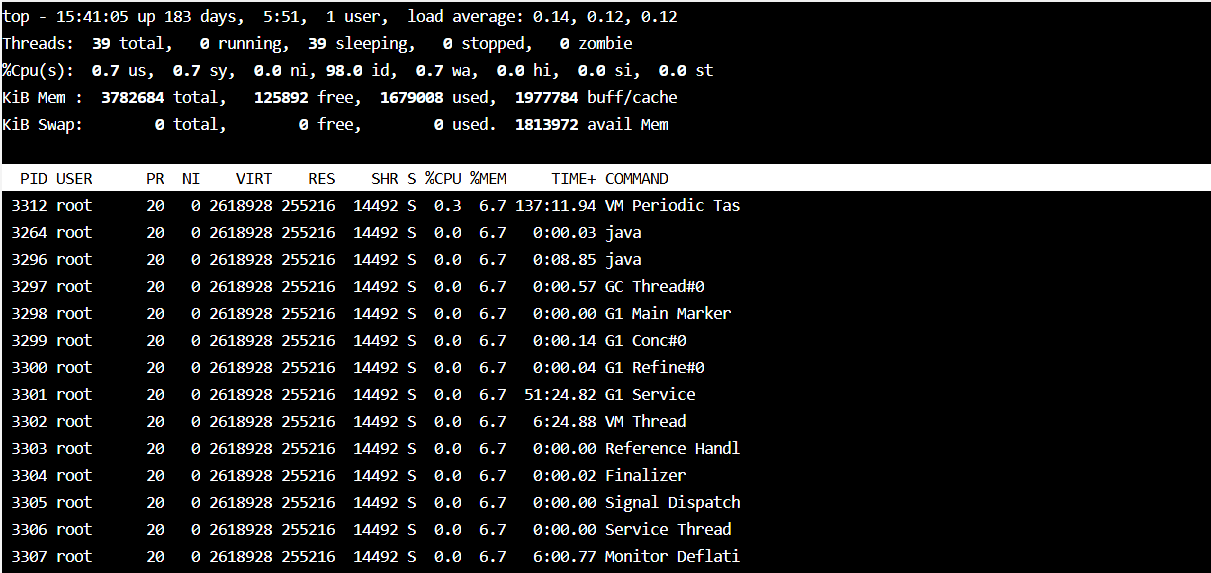 top - 15:41:05 up 183 days,  5:51,  1 user,  load average: 0.14, 0.12, 0.12
Threads:  39 total,   0 running,  39 sleeping,   0 stopped,   0 zombie
%Cpu(s):  0.7 us,  0.7 sy,  0.0 ni, 98.0 id,  0.7 wa,  0.0 hi,  0.0 si,  0.0 st
KiB Mem :  3782684 total,   125892 free,  1679008 used,  1977784 buff/cache
KiB Swap:        0 total,        0 free,        0 used.  1813972 avail Mem
  PID USER      PR  NI    VIRT    RES    SHR S %CPU %MEM     TIME+ COMMAND
 3312 root      20   0 2618928 255216  14492 S  0.3  6.7 137:11.94 VM Periodic Tas
 3264 root      20   0 2618928 255216  14492 S  0.0  6.7   0:00.03 java
 3296 root      20   0 2618928 255216  14492 S  0.0  6.7   0:08.85 java
 3297 root      20   0 2618928 255216  14492 S  0.0  6.7   0:00.57 GC Thread#0
 3298 root      20   0 2618928 255216  14492 S  0.0  6.7   0:00.00 G1 Main Marker
 3299 root      20   0 2618928 255216  14492 S  0.0  6.7   0:00.14 G1 Conc#0
 3300 root      20   0 2618928 255216  14492 S  0.0  6.7   0:00.04 G1 Refine#0
 3301 root      20   0 2618928 255216  14492 S  0.0  6.7  51:24.82 G1 Service
 3302 root      20   0 2618928 255216  14492 S  0.0  6.7   6:24.88 VM Thread
 3303 root      20   0 2618928 255216  14492 S  0.0  6.7   0:00.00 Reference Handl
 3304 root      20   0 2618928 255216  14492 S  0.0  6.7   0:00.02 Finalizer
 3305 root      20   0 2618928 255216  14492 S  0.0  6.7   0:00.00 Signal Dispatch
 3306 root      20   0 2618928 255216  14492 S  0.0  6.7   0:00.00 Service Thread
 3307 root      20   0 2618928 255216  14492 S  0.0  6.7   6:00.77 Monitor Deflati